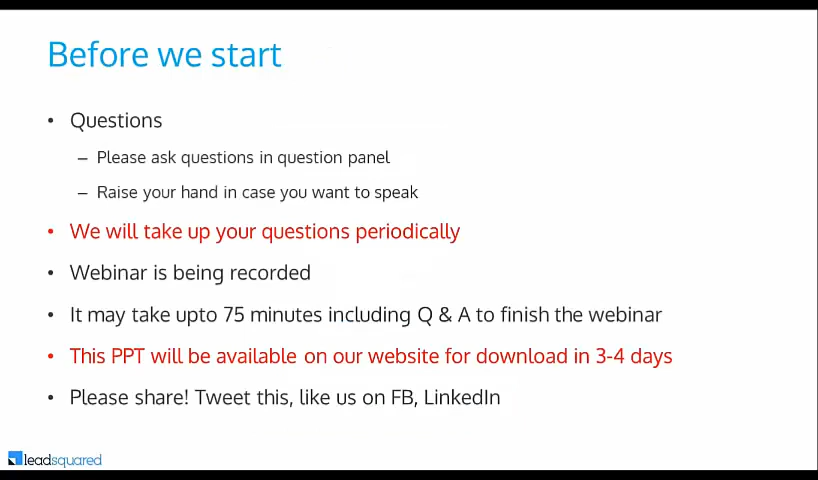 Before we start
• Questions
– Please ask questions in question panel
– Raise your hand in case you want to speak
• We will take up your questions periodically
• Webinar is being recorded
• It may take upto 75 minutes including Q & A to finish the webinar
• This PPT will be available on our website for download in 3-4 days
• Please share! Tweet this, like us on FB, LinkedIn
leadsquared